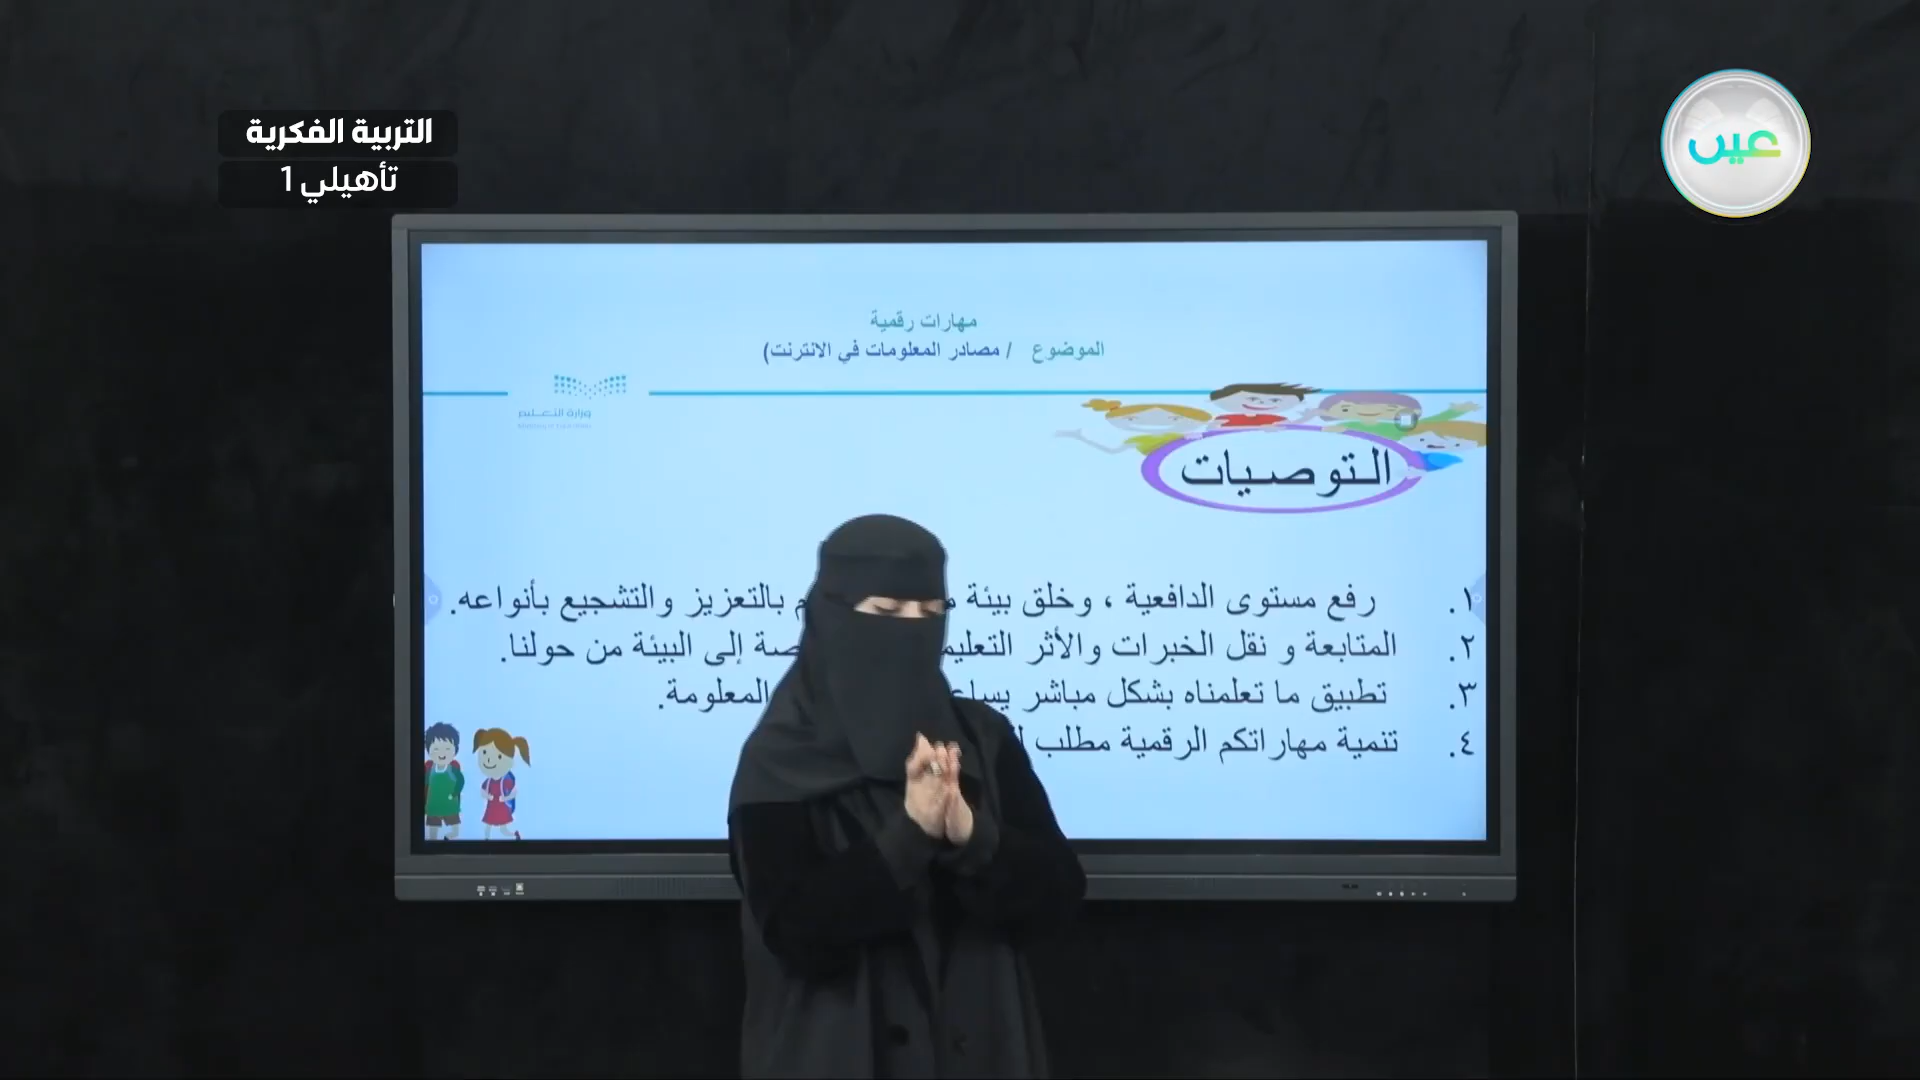 التربية الفكرية
تأهيلي 1
عين
مهارات رقمية
الموضوع / مصادر المعلومات في الانترنت)
وزارة التعليم
التوصيات
١. رفع مستوى الدافعية ، وخلق بيئة بالتعزيز والتشجيع بأنواعه.
٢. المتابعة و نقل الخبرات والأثر إلى البيئة من حولنا.
٣. تطبيق ما تعلمناه بشكل مباشر المعلومة.
٤. تنمية مهاراتكم الرقمية مطلب